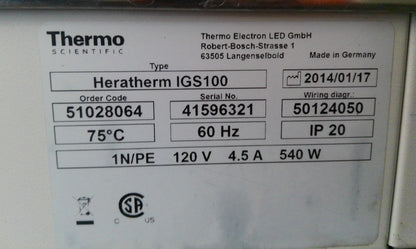 Thermo
SCIENTIFIC
Thermo Electron LED GmbH
Robert-Bosch-Strasse 1
63505 Langenselbold Made in Germany
Type
Heratherm IGS100 2014/01/17
Order Code Serial No. Wiring diagr.:
51028064 41596321 50124050
75°C 60 Hz IP 20
1N/PE 120 V 4.5 A 540 W
SA
C US